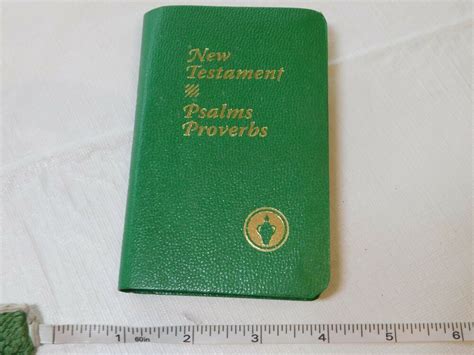 New
Testament
Psalms
Proverbs
1 60in 2 3 4 5 6